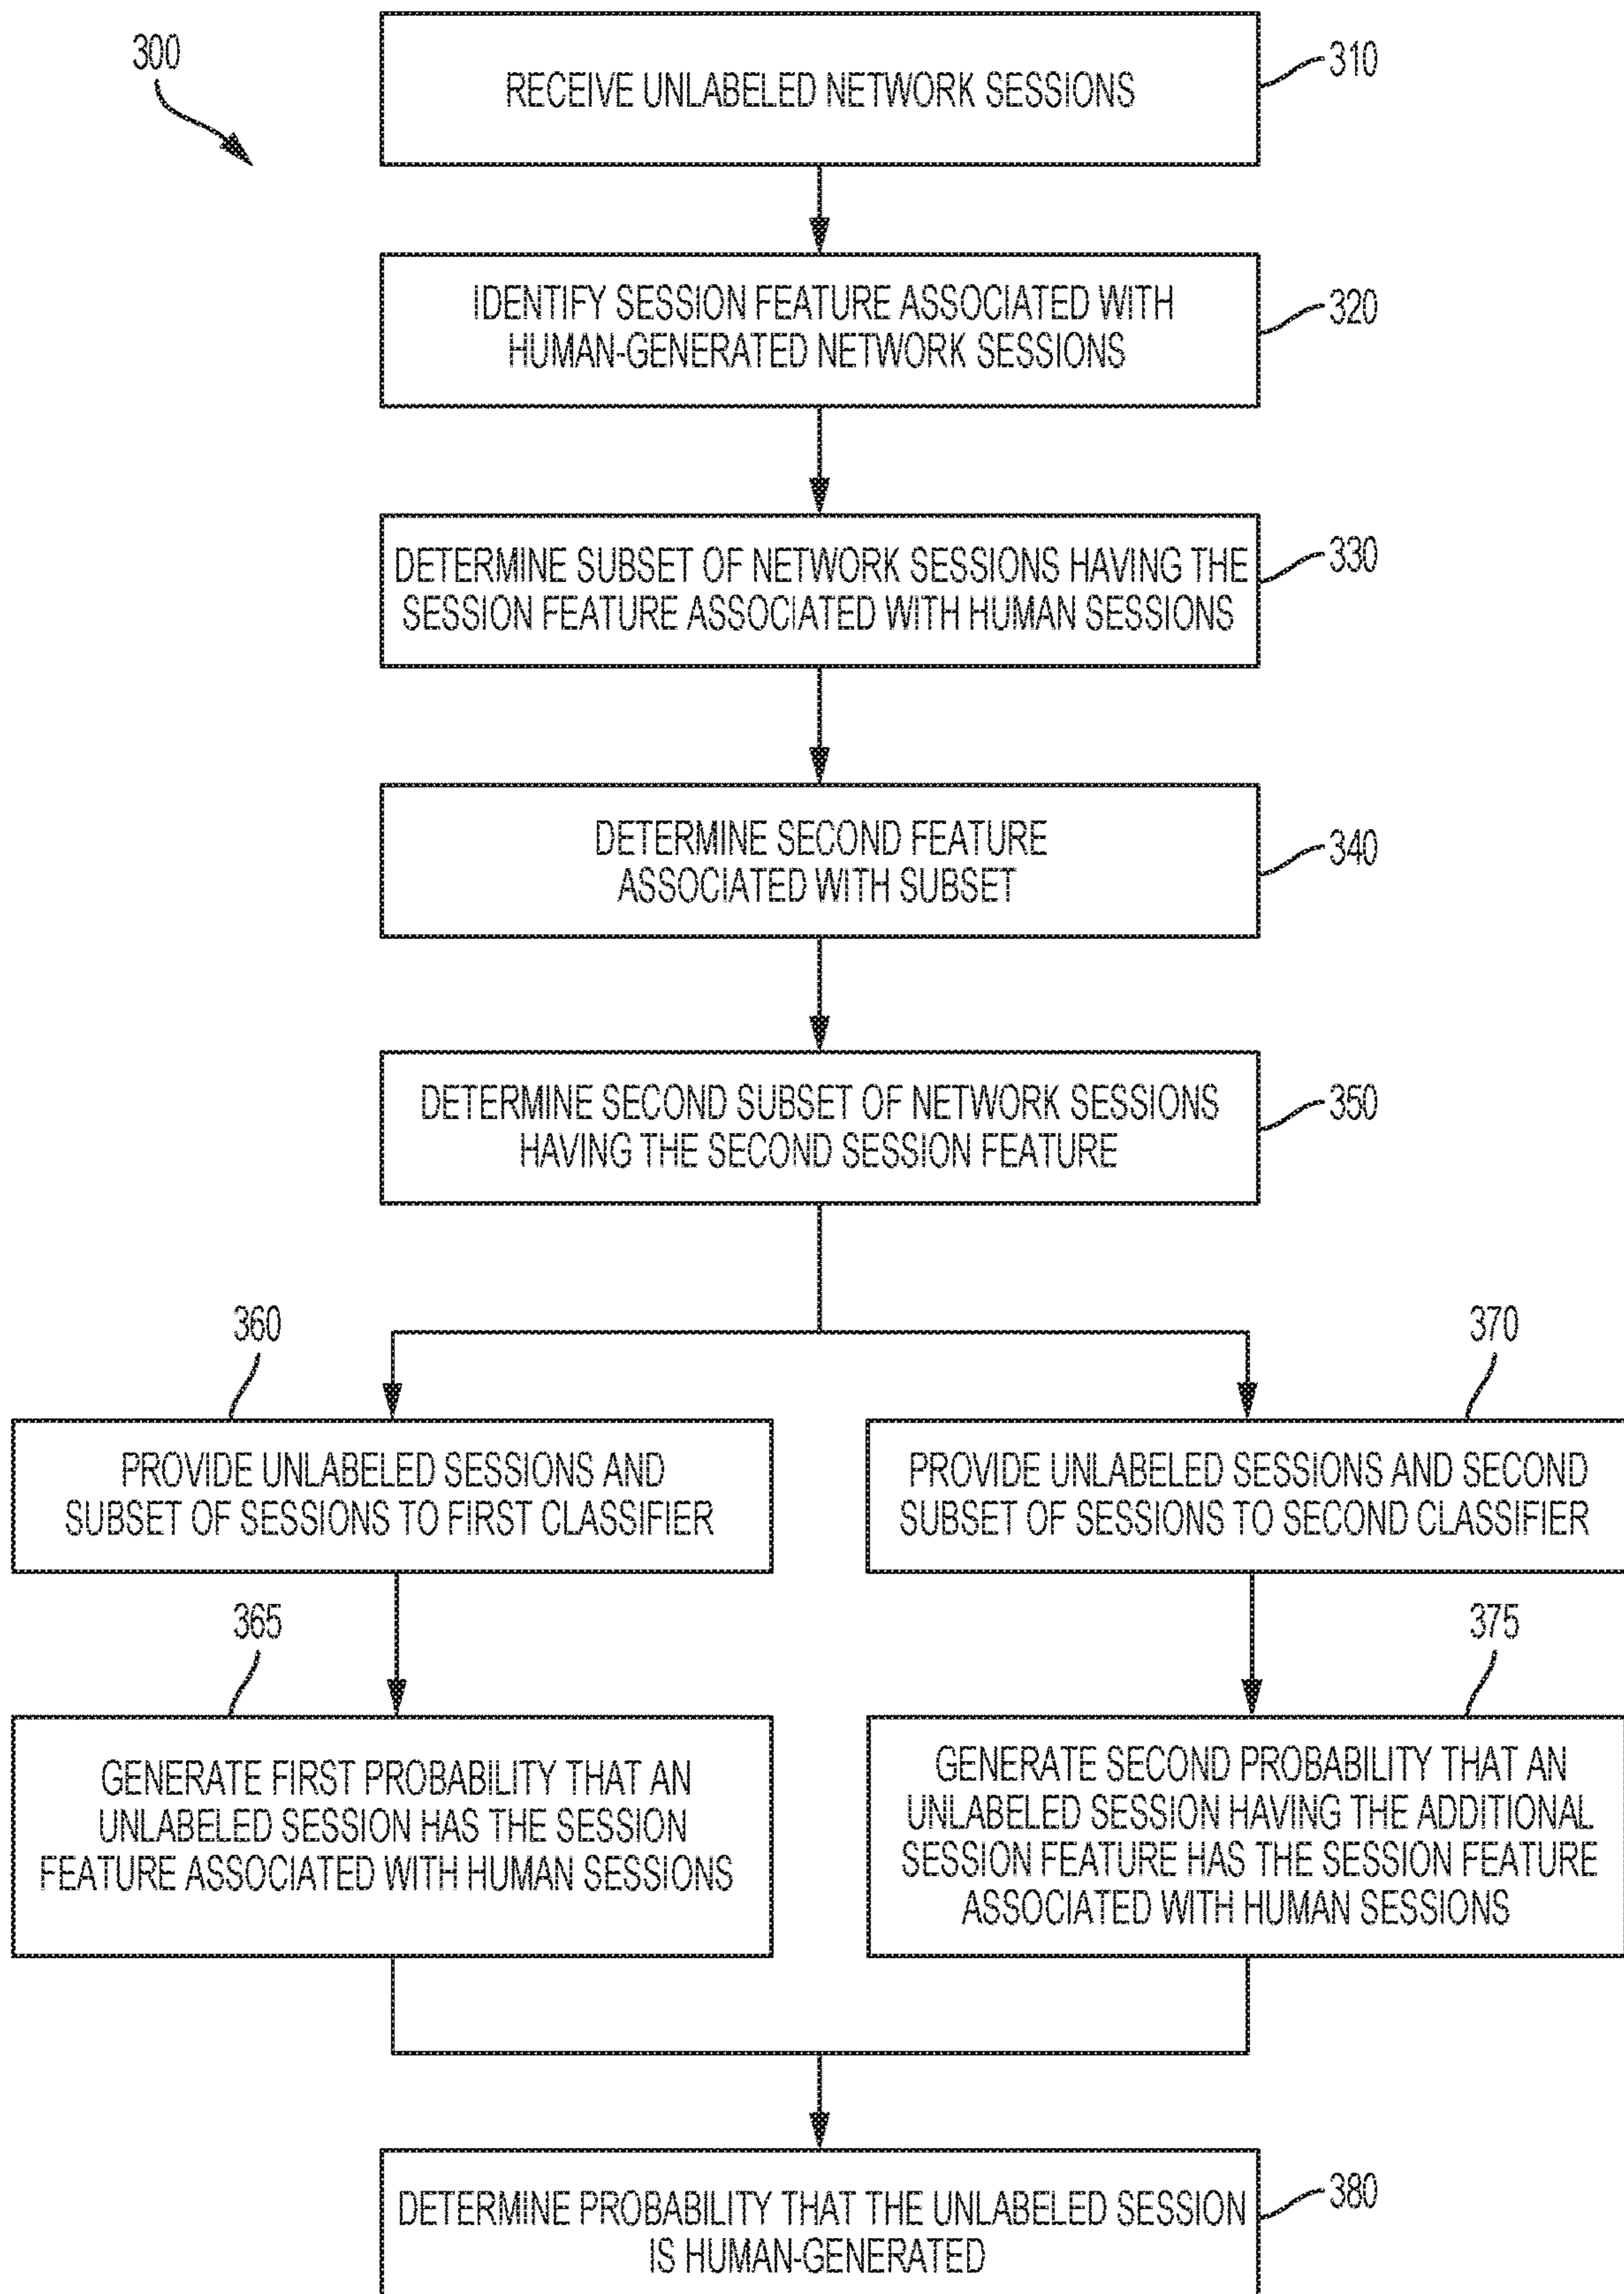 300
RECEIVE UNLABELED NETWORK SESSIONS
310
IDENTIFY SESSION FEATURE ASSOCIATED WITH
HUMAN-GENERATED NETWORK SESSIONS
320
DETERMINE SUBSET OF NETWORK SESSIONS HAVING THE
SESSION FEATURE ASSOCIATED WITH HUMAN SESSIONS
330
DETERMINE SECOND FEATURE
ASSOCIATED WITH SUBSET
340
DETERMINE SECOND SUBSET OF NETWORK SESSIONS
HAVING THE SECOND SESSION FEATURE
350
360
PROVIDE UNLABELED SESSIONS AND
SUBSET OF SESSIONS TO FIRST CLASSIFIER
370
PROVIDE UNLABELED SESSIONS AND SECOND
SUBSET OF SESSIONS TO SECOND CLASSIFIER
365
GENERATE FIRST PROBABILITY THAT AN
UNLABELED SESSION HAS THE SESSION
FEATURE ASSOCIATED WITH HUMAN SESSIONS
375
GENERATE SECOND PROBABILITY THAT AN
UNLABELED SESSION HAVING THE ADDITIONAL
SESSION FEATURE HAS THE SESSION FEATURE
ASSOCIATED WITH HUMAN SESSIONS
DETERMINE PROBABILITY THAT THE UNLABELED SESSION
IS HUMAN-GENERATED
380